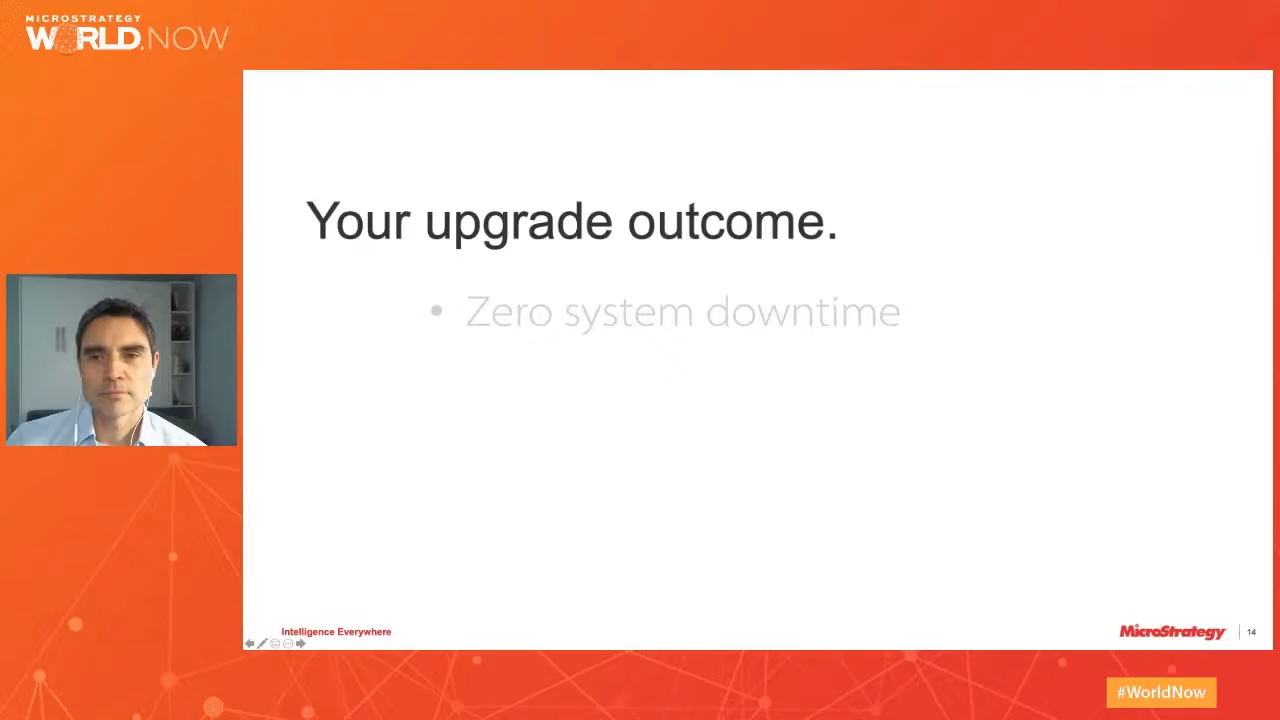 MICROSTRATEGY
WORLD.NOW
Your upgrade outcome.
• Zero system downtime
Intelligence Everywhere
MicroStrategy
14
#WorldNow